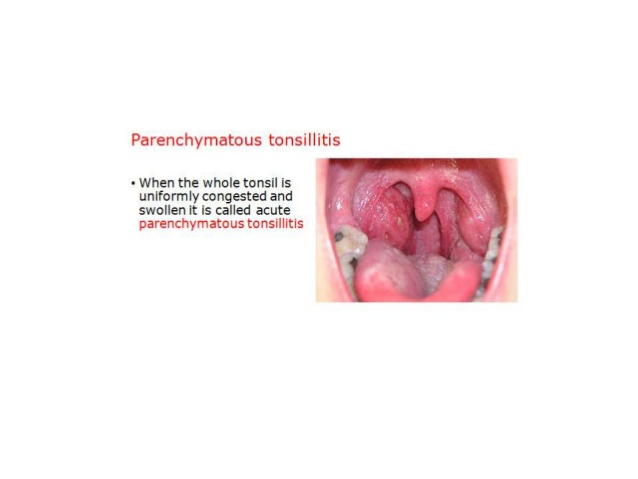 Parenchymatous tonsillitis
• When the whole tonsil is
uniformly congested and
swollen it is called acute
parenchymatous tonsillitis